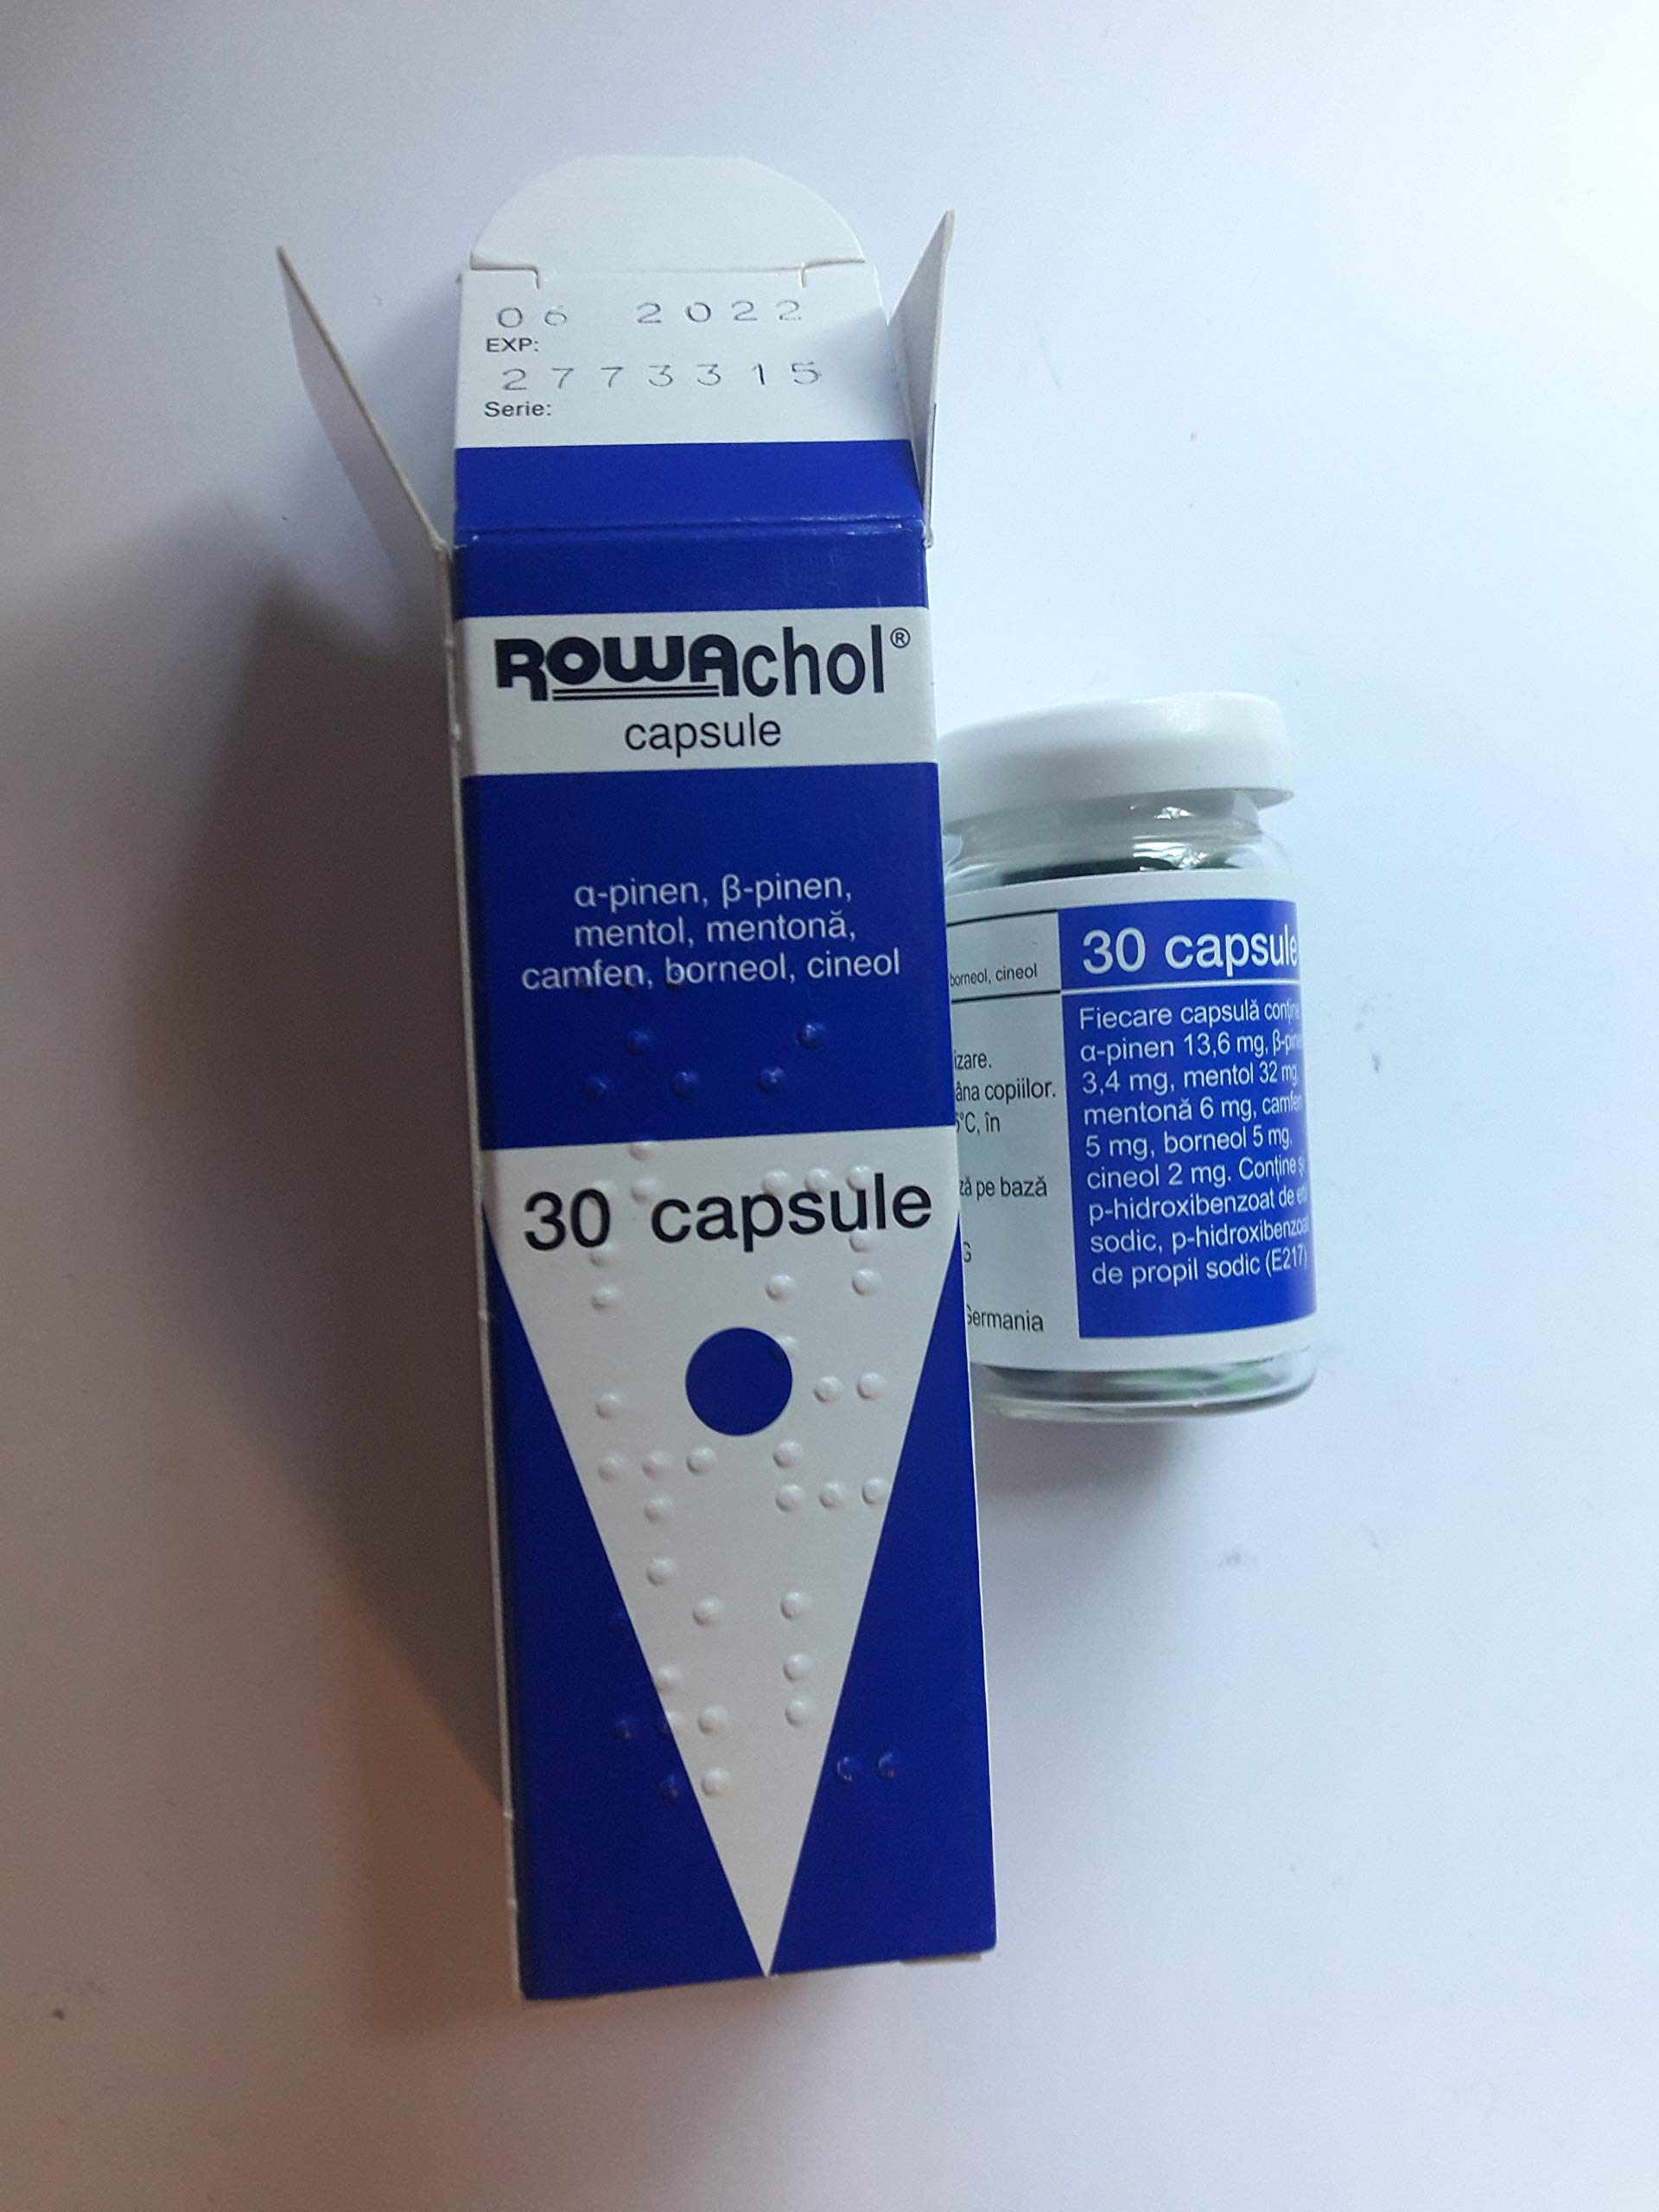 06 2022
EXP:
2773315
Serie:
ROWAchol®
capsule
α-pinen, β-pinen,
mentol, mentonă,
camfen, borneol, cineol
30 capsule
borneol, cineol
izare.
âna copiilor.
°C, în
ză pe bază
G
Germania
30 capsule
Fiecare capsulă conține
α-pinen 13,6 mg, β-pinen
3,4 mg, mentol 32 mg,
mentonă 6 mg, camfen
5 mg, borneol 5 mg,
cineol 2 mg. Conține și
p-hidroxibenzoat de etil
sodic, p-hidroxibenzoat
de propil sodic (E217)